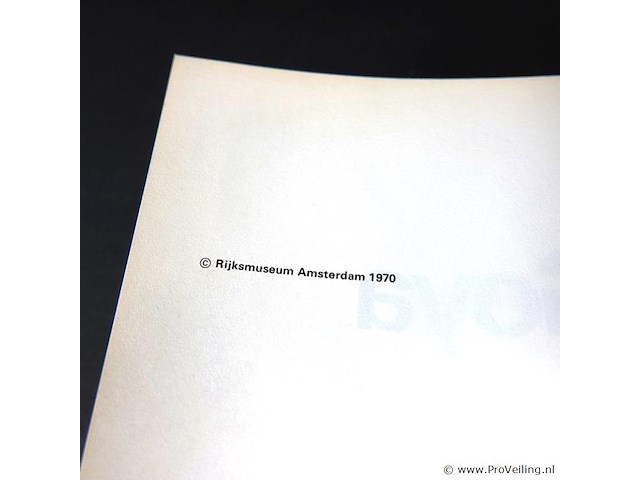 © Rijksmuseum Amsterdam 1970
© www.ProVeiling.nl